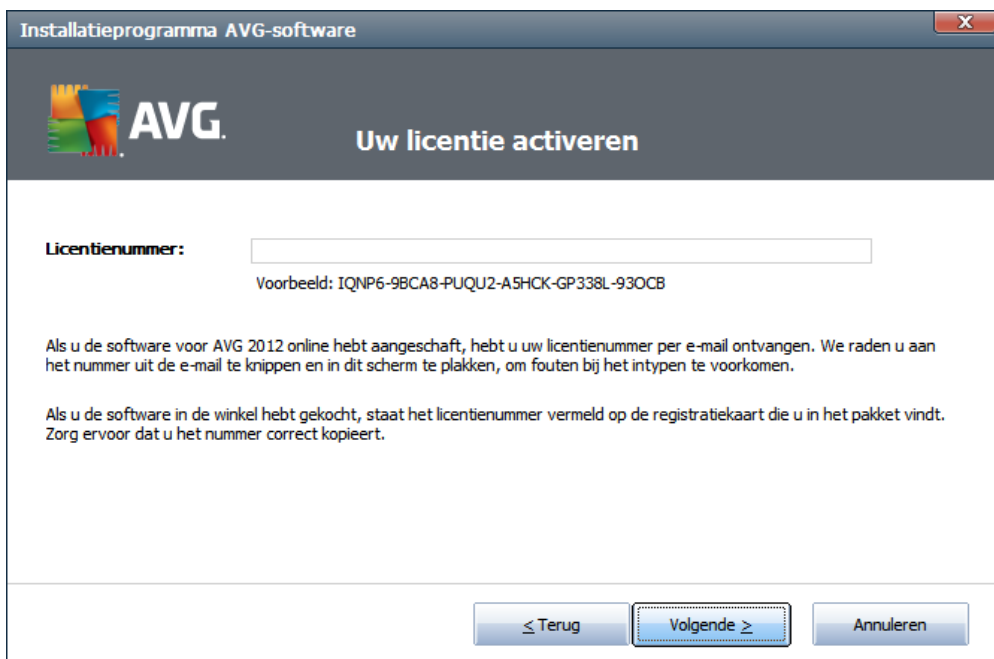 Installatieprogramma AVG-software
X
AVG.
Uw licentie activeren
Licentienummer:
Voorbeeld: IQNP6-9BCA8-PUQU2-A5HCK-GP338L-93OCB
Als u de software voor AVG 2012 online hebt aangeschaft, hebt u uw licentienummer per e-mail ontvangen. We raden u aan
het nummer uit de e-mail te knippen en in dit scherm te plakken, om fouten bij het intypen te voorkomen.
Als u de software in de winkel hebt gekocht, staat het licentienummer vermeld op de registratiekaart die u in het pakket vindt.
Zorg ervoor dat u het nummer correct kopieert.
< Terug
Volgende >
Annuleren